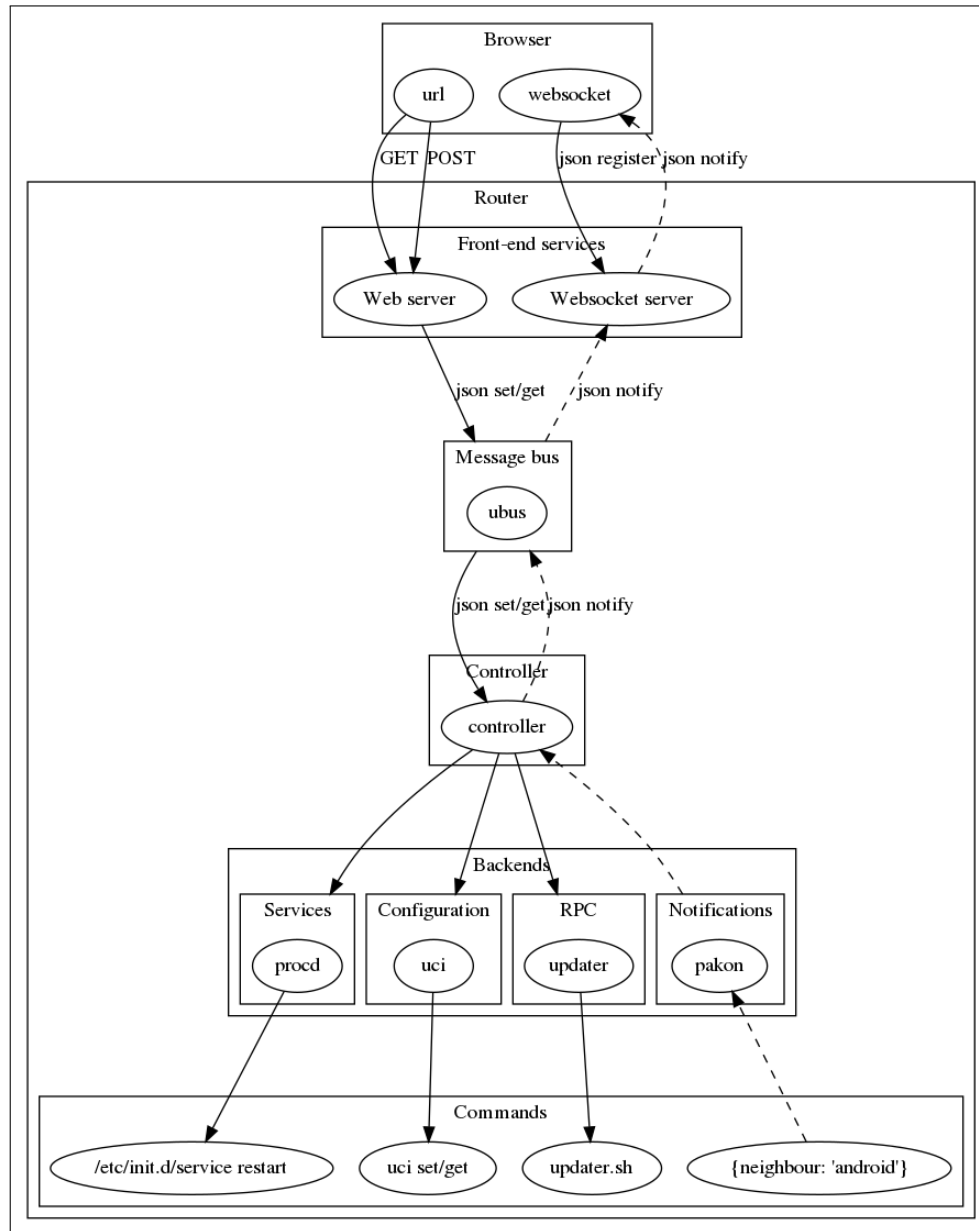 Browser
url
websocket
GET
POST
json register
json notify
Router
Front-end services
Web server
Websocket server
json set/get
json notify
Message bus
ubus
json set/get
json notify
Controller
controller
Backends
Services
Configuration
RPC
Notifications
procd
uci
updater
pakon
Commands
/etc/init.d/service restart
uci set/get
updater.sh
{neighbour: 'android'}